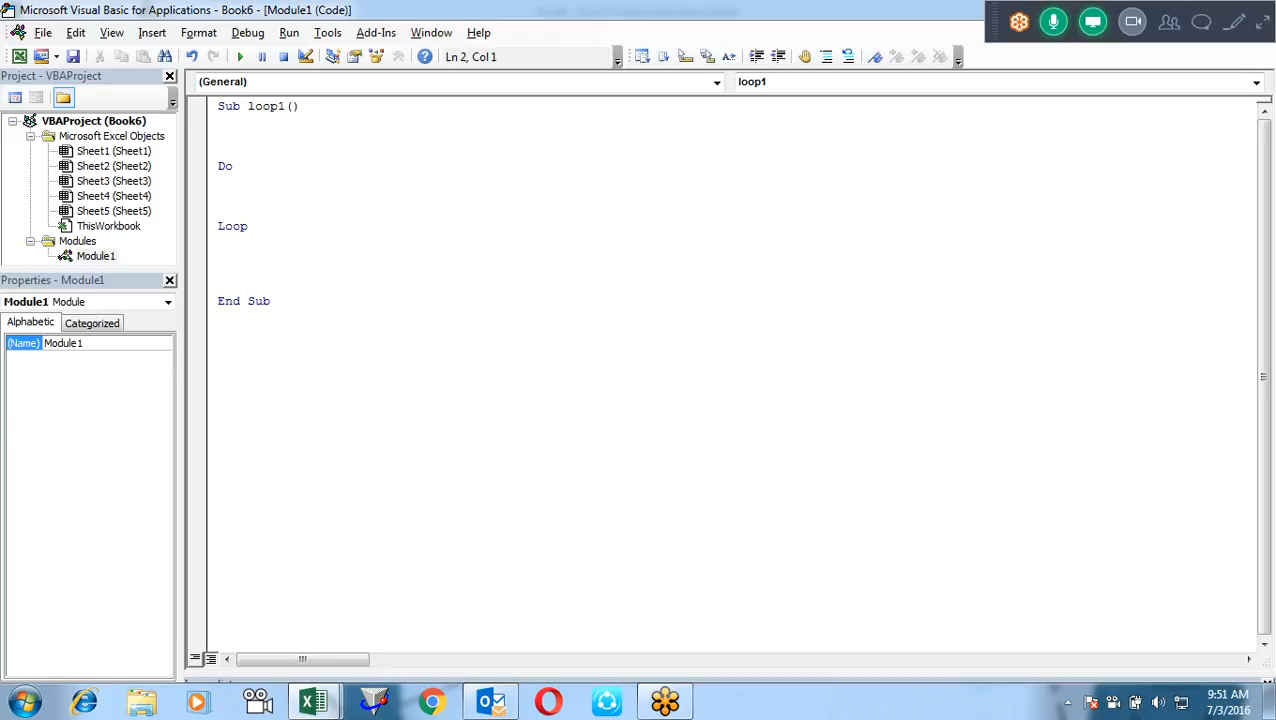 Microsoft Visual Basic for Applications - Book6 - [Module1 (Code)]
File Edit View Insert Format Debug Run Tools Add-Ins Window Help
Ln 2, Col 1
Project - VBAProject
(General)
loop1
VBAProject (Book6)
Microsoft Excel Objects
Sheet1 (Sheet1)
Sheet2 (Sheet2)
Sheet3 (Sheet3)
Sheet4 (Sheet4)
Sheet5 (Sheet5)
ThisWorkbook
Modules
Module1
Properties - Module1
Module1 Module
Alphabetic Categorized
(Name) Module1
Sub loop1()
Do
Loop
End Sub
9:51 AM
7/3/2016